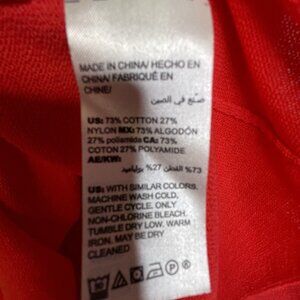 MADE IN CHINA/ HECHO EN
CHINA/ FABRIQUÉ EN
CHINE/
صنع في الصين
US: 73% COTTON 27%
NYLON MX: 73% ALGODÓN
27% poliamida CA: 73%
COTON 27% POLYAMIDE
AE/KW:
73% القطن 27% بولياميد
US: WITH SIMILAR COLORS.
MACHINE WASH COLD,
GENTLE CYCLE. ONLY
NON-CHLORINE BLEACH.
TUMBLE DRY LOW. WARM
IRON. MAY BE DRY
CLEANED